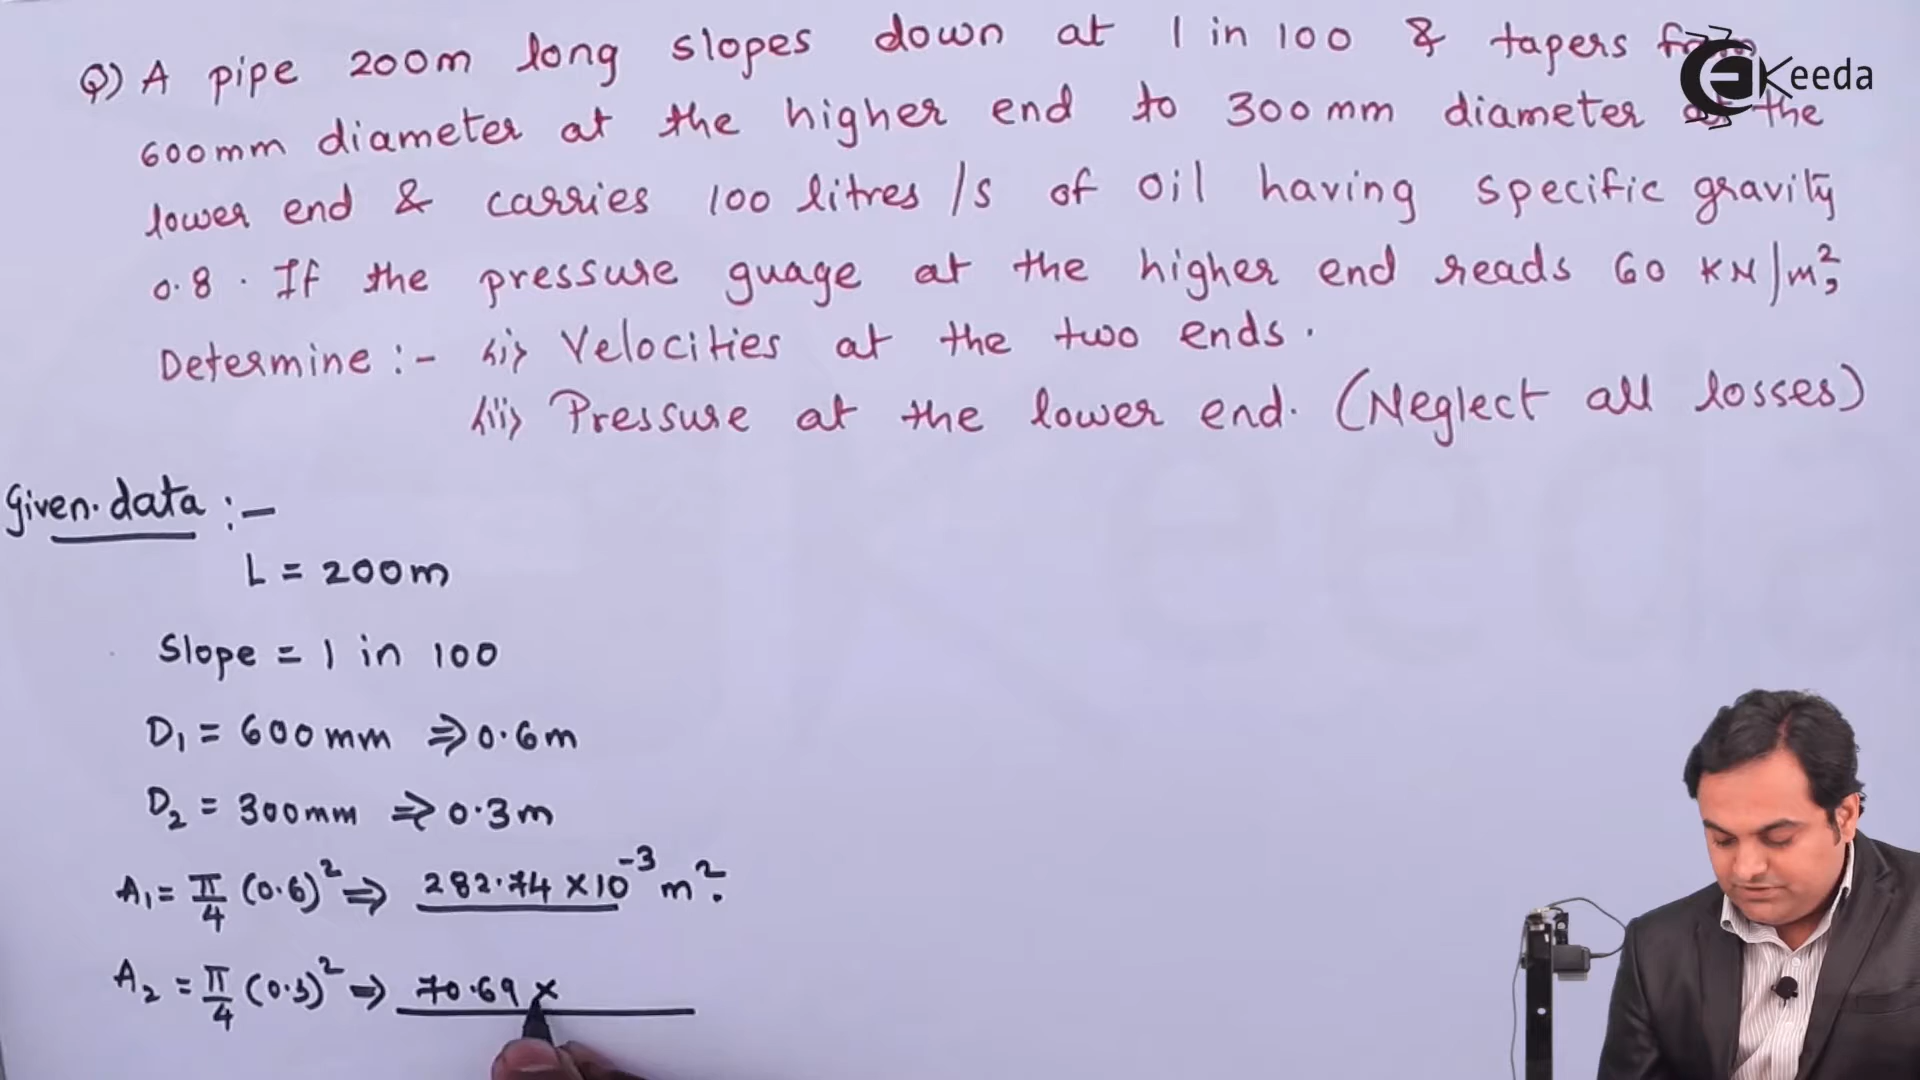 Q) A pipe 200m long slopes down at 1 in 100 & tapers from
Keeda
600mm diameter at the higher end to 300 mm diameter at the
lower end & carries 100 litres /s of oil having specific gravity
0.8 . If the pressure guage at the higher end reads 60 KN/m²,
Determine :- (i) Velocities at the two ends.
(ii) Pressure at the lower end. (Neglect all losses)
Given data :-
L = 200m
Slope = 1 in 100
D₁ = 600 mm ⇒ 0.6m
D₂ = 300mm ⇒ 0.3m
A₁ = π/4 (0.6)² ⇒ 282.74 × 10⁻³ m².
A₂ = π/4 (0.3)² ⇒ 70.69 ×